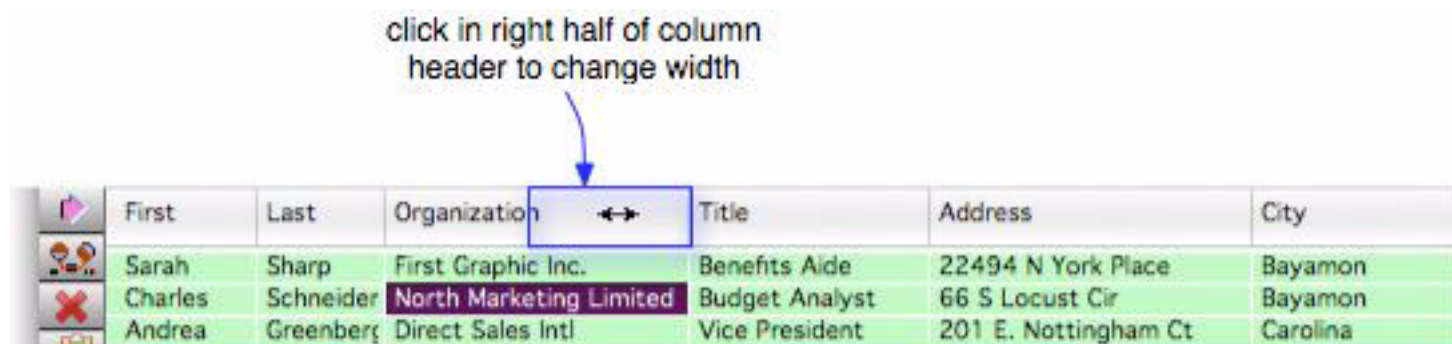 click in right half of column
header to change width
First Last Organization Title Address City
Sarah Sharp First Graphic Inc. Benefits Aide 22494 N York Place Bayamon
Charles Schneider North Marketing Limited Budget Analyst 66 S Locust Cir Bayamon
Andrea Greenberg Direct Sales Intl Vice President 201 E. Nottingham Ct Carolina